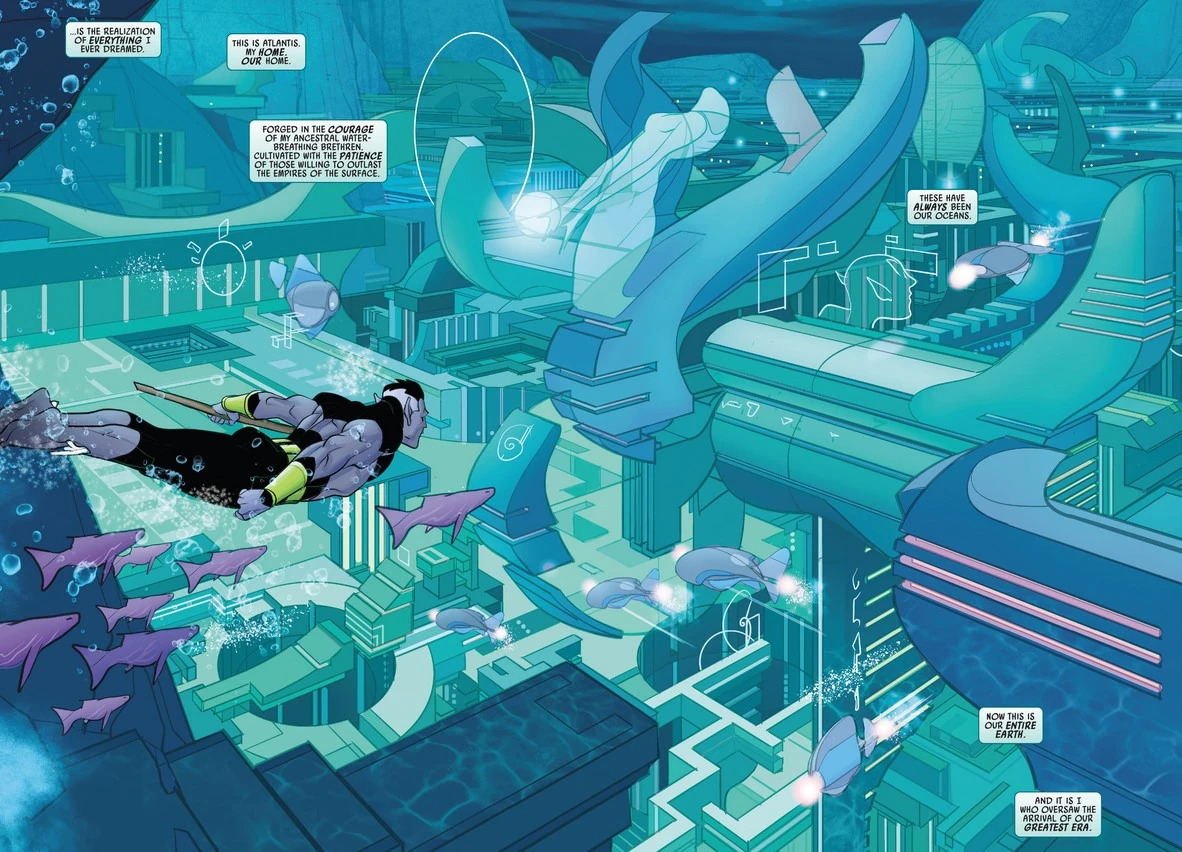 ...IS THE REALIZATION
OF EVERYTHING I
EVER DREAMED.
THIS IS ATLANTIS.
MY HOME.
OUR HOME.
FORGED IN THE COURAGE
OF MY ANCESTRAL WATER-
BREATHING BRETHREN.
CULTIVATED WITH THE PATIENCE
OF THOSE WILLING TO OUTLAST
THE EMPIRES OF THE SURFACE.
THESE HAVE
ALWAYS BEEN
OUR OCEANS.
NOW THIS IS
OUR ENTIRE
EARTH.
AND IT IS I
WHO OVERSAW THE
ARRIVAL OF OUR
GREATEST ERA.